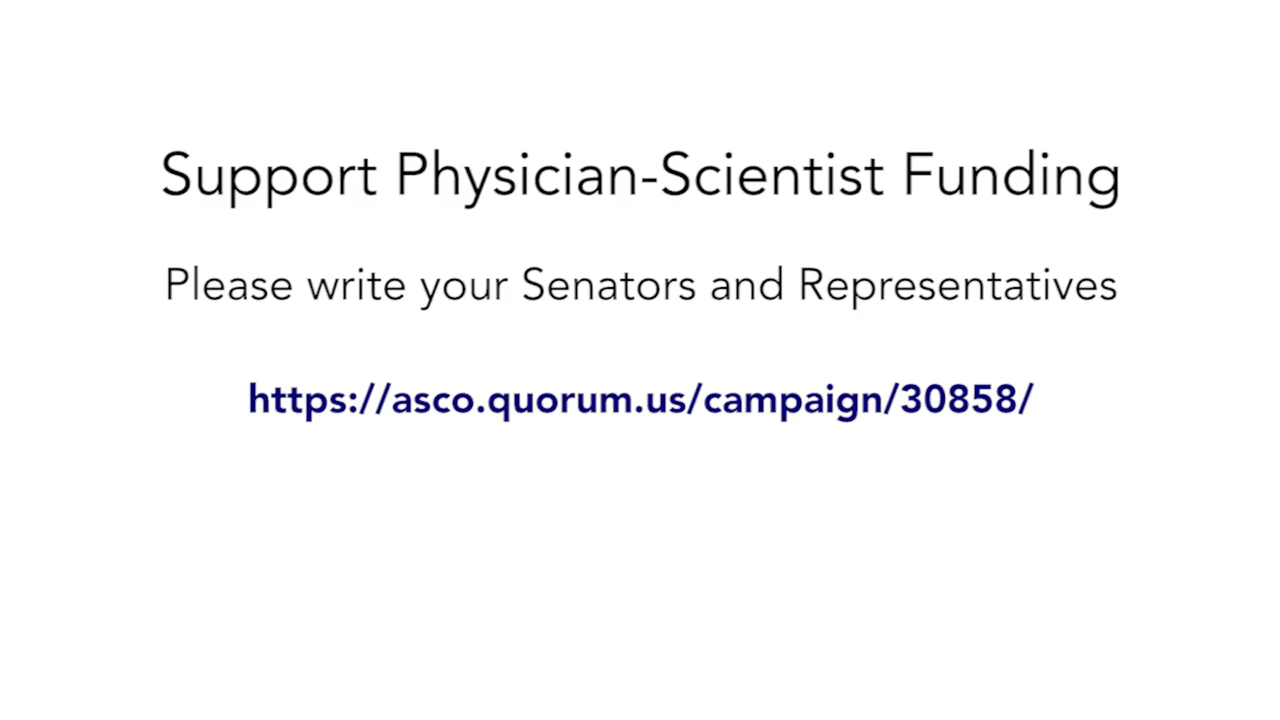 Support Physician-Scientist Funding
Please write your Senators and Representatives
https://asco.quorum.us/campaign/30858/